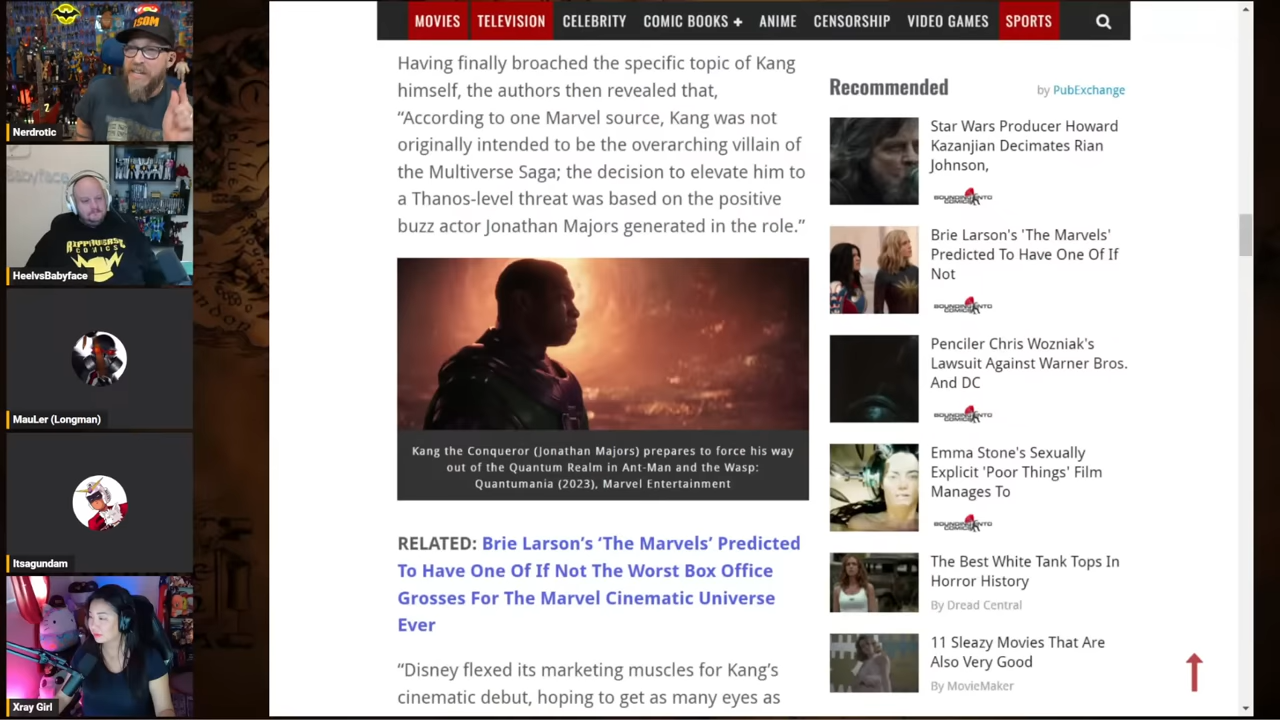 MOVIES TELEVISION CELEBRITY COMIC BOOKS + ANIME CENSORSHIP VIDEO GAMES SPORTS
Having finally broached the specific topic of Kang
himself, the authors then revealed that,
“According to one Marvel source, Kang was not
originally intended to be the overarching villain of
the Multiverse Saga; the decision to elevate him to
a Thanos-level threat was based on the positive
buzz actor Jonathan Majors generated in the role.”
Kang the Conqueror (Jonathan Majors) prepares to force his way
out of the Quantum Realm in Ant-Man and the Wasp:
Quantumania (2023), Marvel Entertainment
RELATED: Brie Larson’s ‘The Marvels’ Predicted
To Have One Of If Not The Worst Box Office
Grosses For The Marvel Cinematic Universe
Ever
“Disney flexed its marketing muscles for Kang’s
cinematic debut, hoping to get as many eyes as
Recommended
by PubExchange
Star Wars Producer Howard
Kazanjian Decimates Rian
Johnson,
Brie Larson's 'The Marvels'
Predicted To Have One Of If
Not
Penciler Chris Wozniak's
Lawsuit Against Warner Bros.
And DC
Emma Stone's Sexually
Explicit 'Poor Things' Film
Manages To
The Best White Tank Tops In
Horror History
By Dread Central
11 Sleazy Movies That Are
Also Very Good
By MovieMaker
ISOM
Nerdrotic
HeelvsBabyface
MauLer (Longman)
Itsagundam
Xray Girl